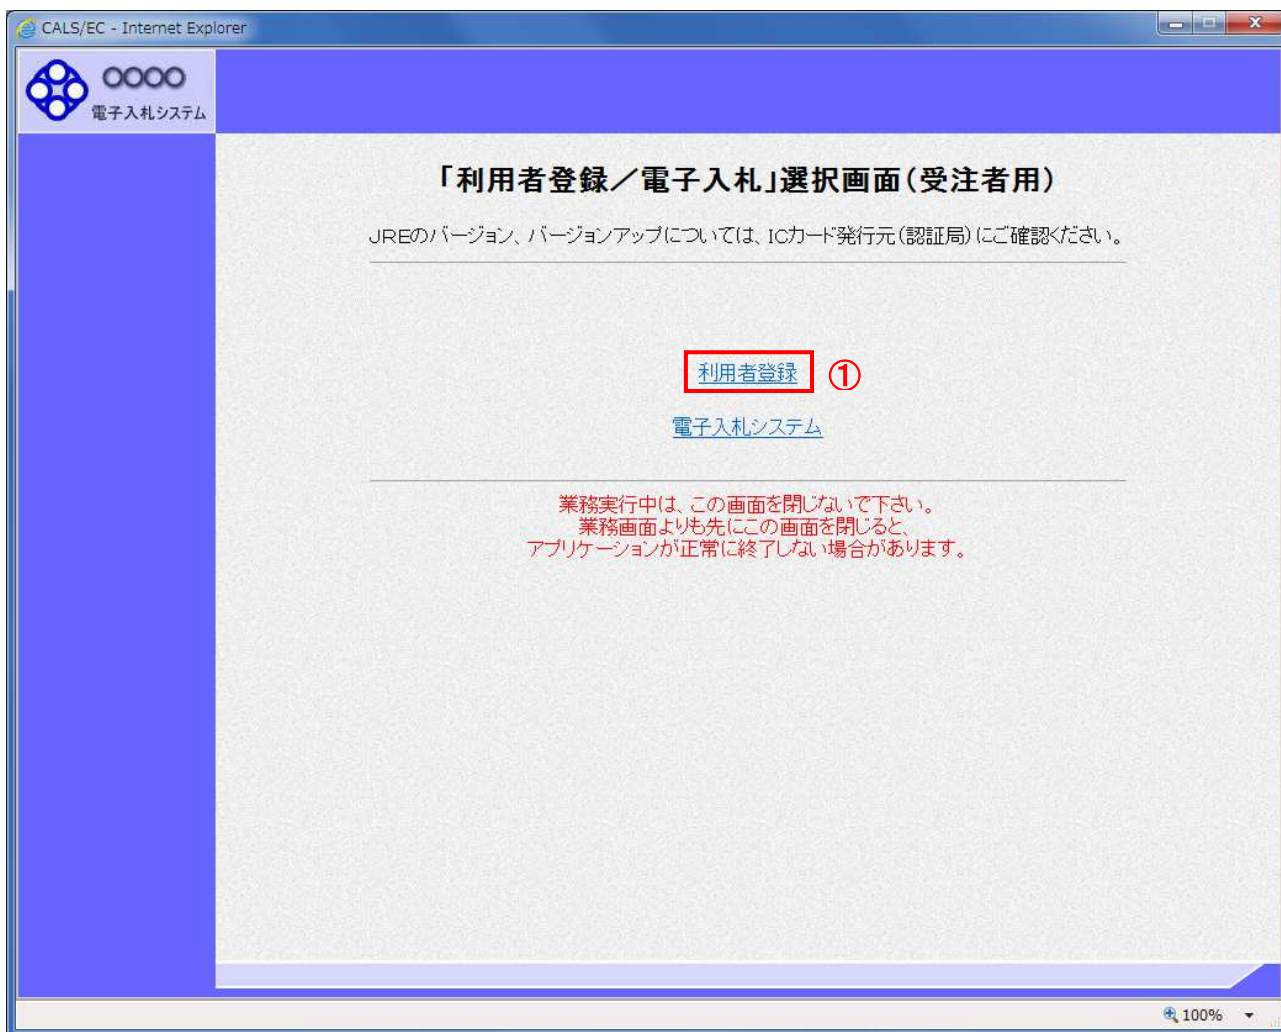 CALS/EC - Internet Explorer
〇〇〇〇
電子入札システム
「利用者登録／電子入札」選択画面(受注者用)
JREのバージョン、バージョンアップについては、ICカード発行元(認証局)にご確認ください。
利用者登録 ①
電子入札システム
業務実行中は、この画面を閉じないで下さい。
業務画面よりも先にこの画面を閉じると、
アプリケーションが正常に終了しない場合があります。
100%